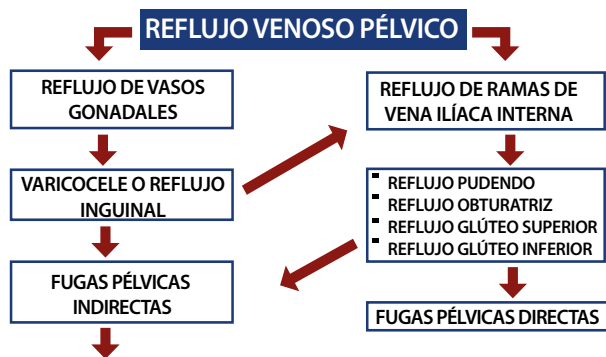 REFLUJO VENOSO PÉLVICO
REFLUJO DE VASOS
GONADALES
VARICOCELE O REFLUJO
INGUINAL
FUGAS PÉLVICAS
INDIRECTAS
REFLUJO DE RAMAS DE
VENA ILÍACA INTERNA
REFLUJO PUDENDO
REFLUJO OBTURATRIZ
REFLUJO GLÚTEO SUPERIOR
REFLUJO GLÚTEO INFERIOR
FUGAS PÉLVICAS DIRECTAS